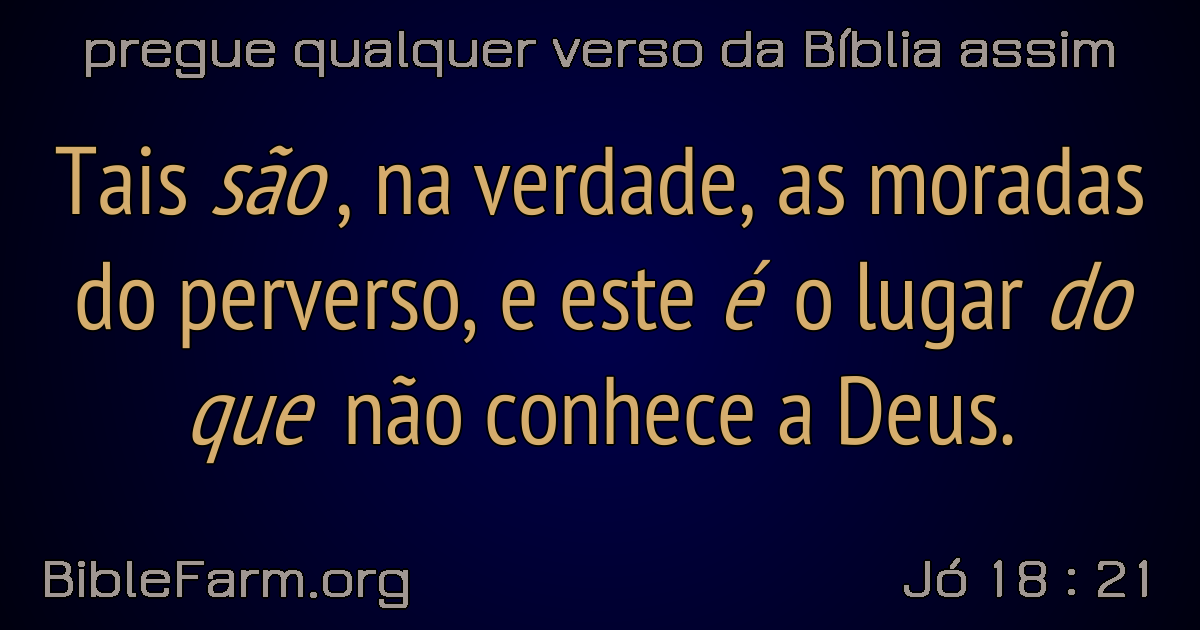 pregue qualquer verso da Bíblia assim
Tais são, na verdade, as moradas
do perverso, e este é o lugar do
que não conhece a Deus.
BibleFarm.org
Jó 18 : 21